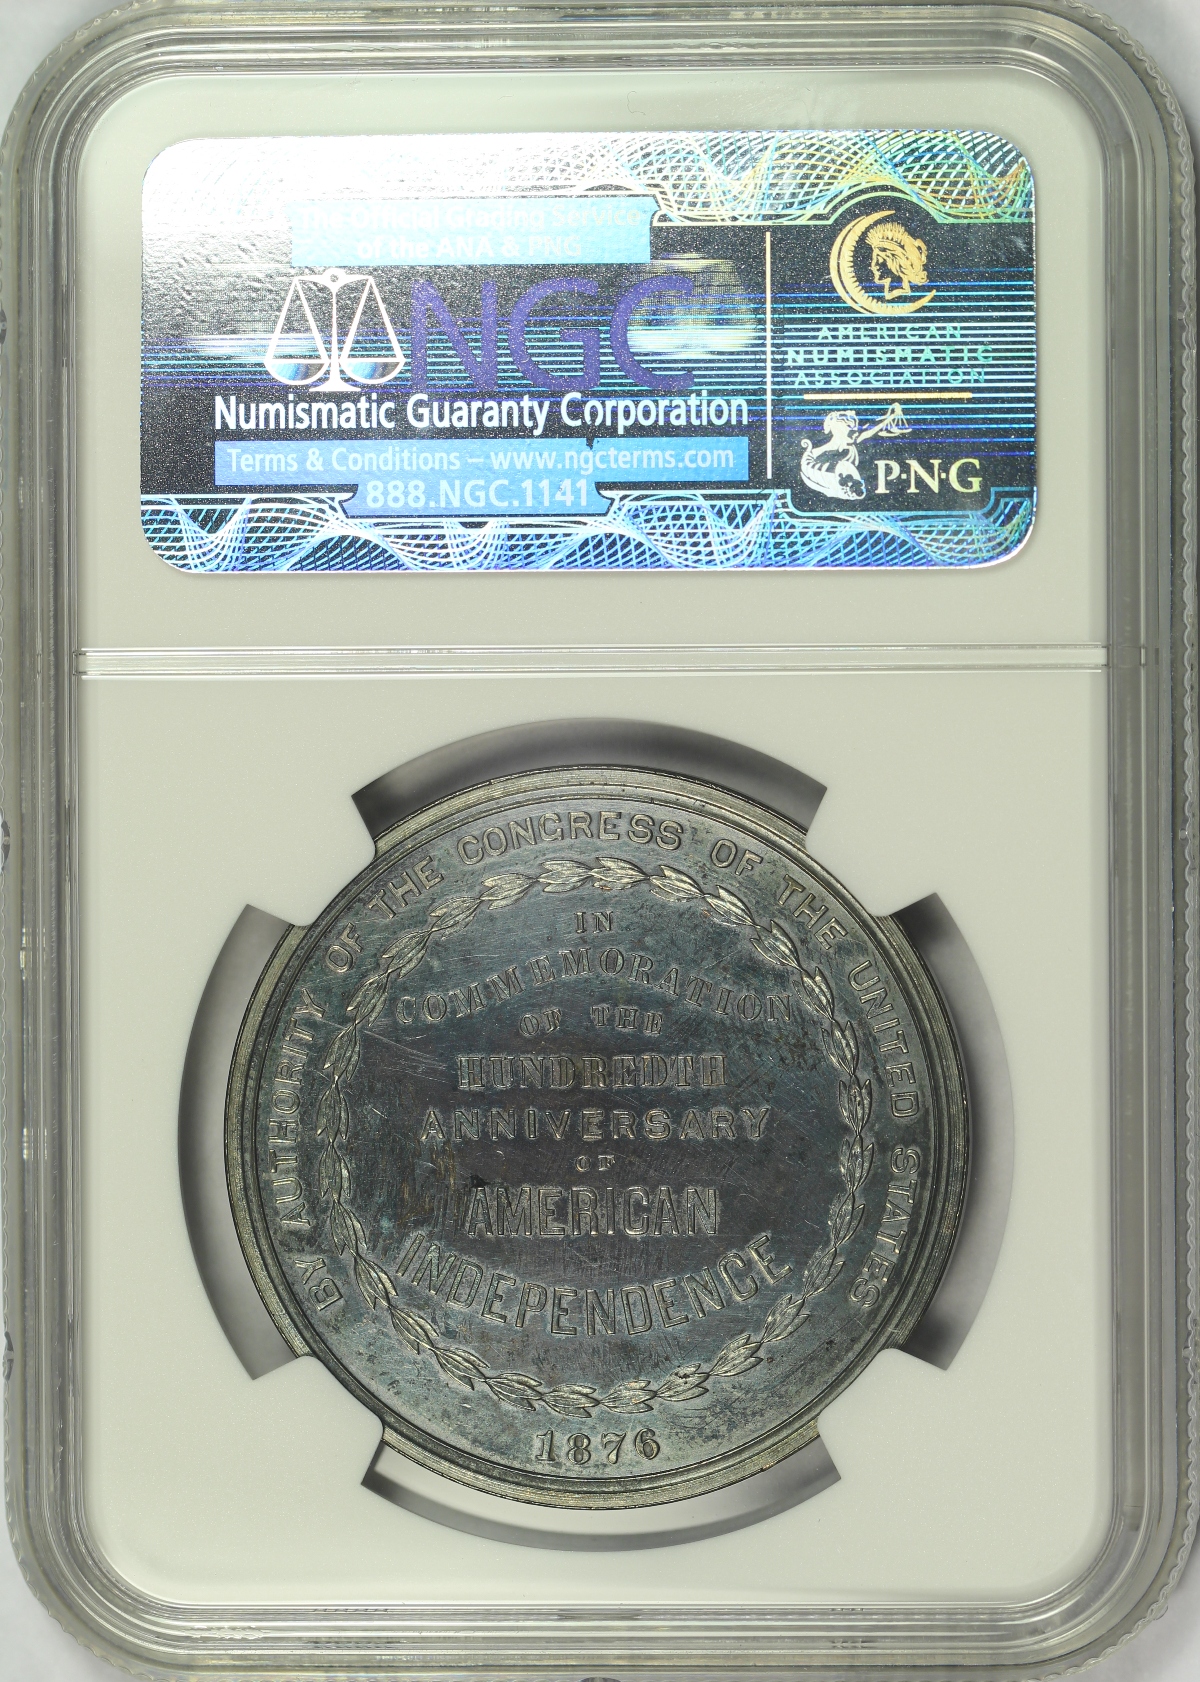 The Official Grading Service
of the ANA & PNG
NGC
Numismatic Guaranty Corporation
Terms & Conditions – www.ngcterms.com
888.NGC.1141
AMERICAN
NUMISMATIC
ASSOCIATION
P·N·G
BY AUTHORITY OF THE CONGRESS OF THE UNITED STATES
IN
COMMEMORATION
OF THE
HUNDREDTH
ANNIVERSARY
OF
AMERICAN
INDEPENDENCE
1876